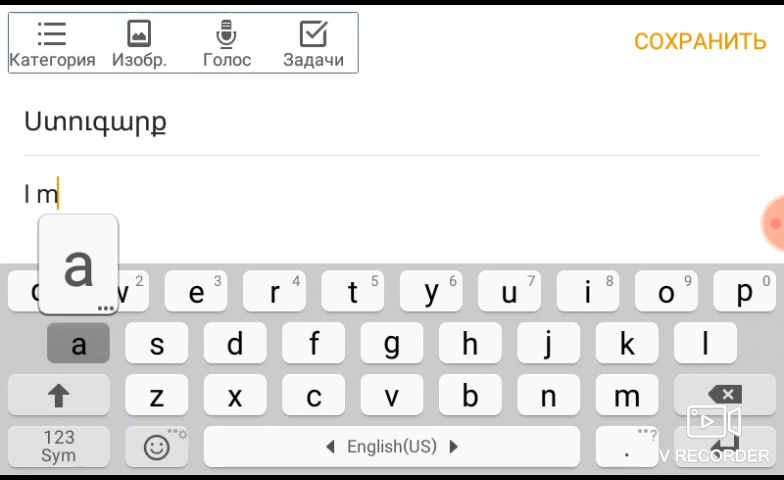 Категория Изобр. Голос Задачи
СОХРАНИТЬ
Ստուգարք
I m
a
2 e 3 r 4 t 5 y 6 u 7 i 8 o 9 p 0
a s d f g h j k l
z x c v b n m
123
Sym
English(US)
. ?
V RECORDER